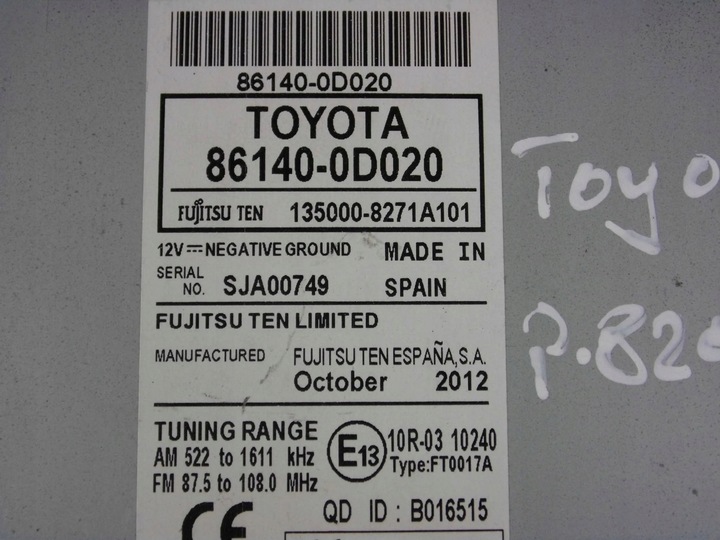 86140-0D020
TOYOTA
86140-0D020
FUJITSU TEN 135000-8271A101
12V NEGATIVE GROUND MADE IN
SERIAL
NO. SJA00749 SPAIN
FUJITSU TEN LIMITED
MANUFACTURED FUJITSU TEN ESPAÑA,S.A.
October 2012
TUNING RANGE
AM 522 to 1611 kHz
FM 87.5 to 108.0 MHz
E13
10R-03 10240
Type:FT0017A
CE
QD ID : B016515
Toyo
P.820